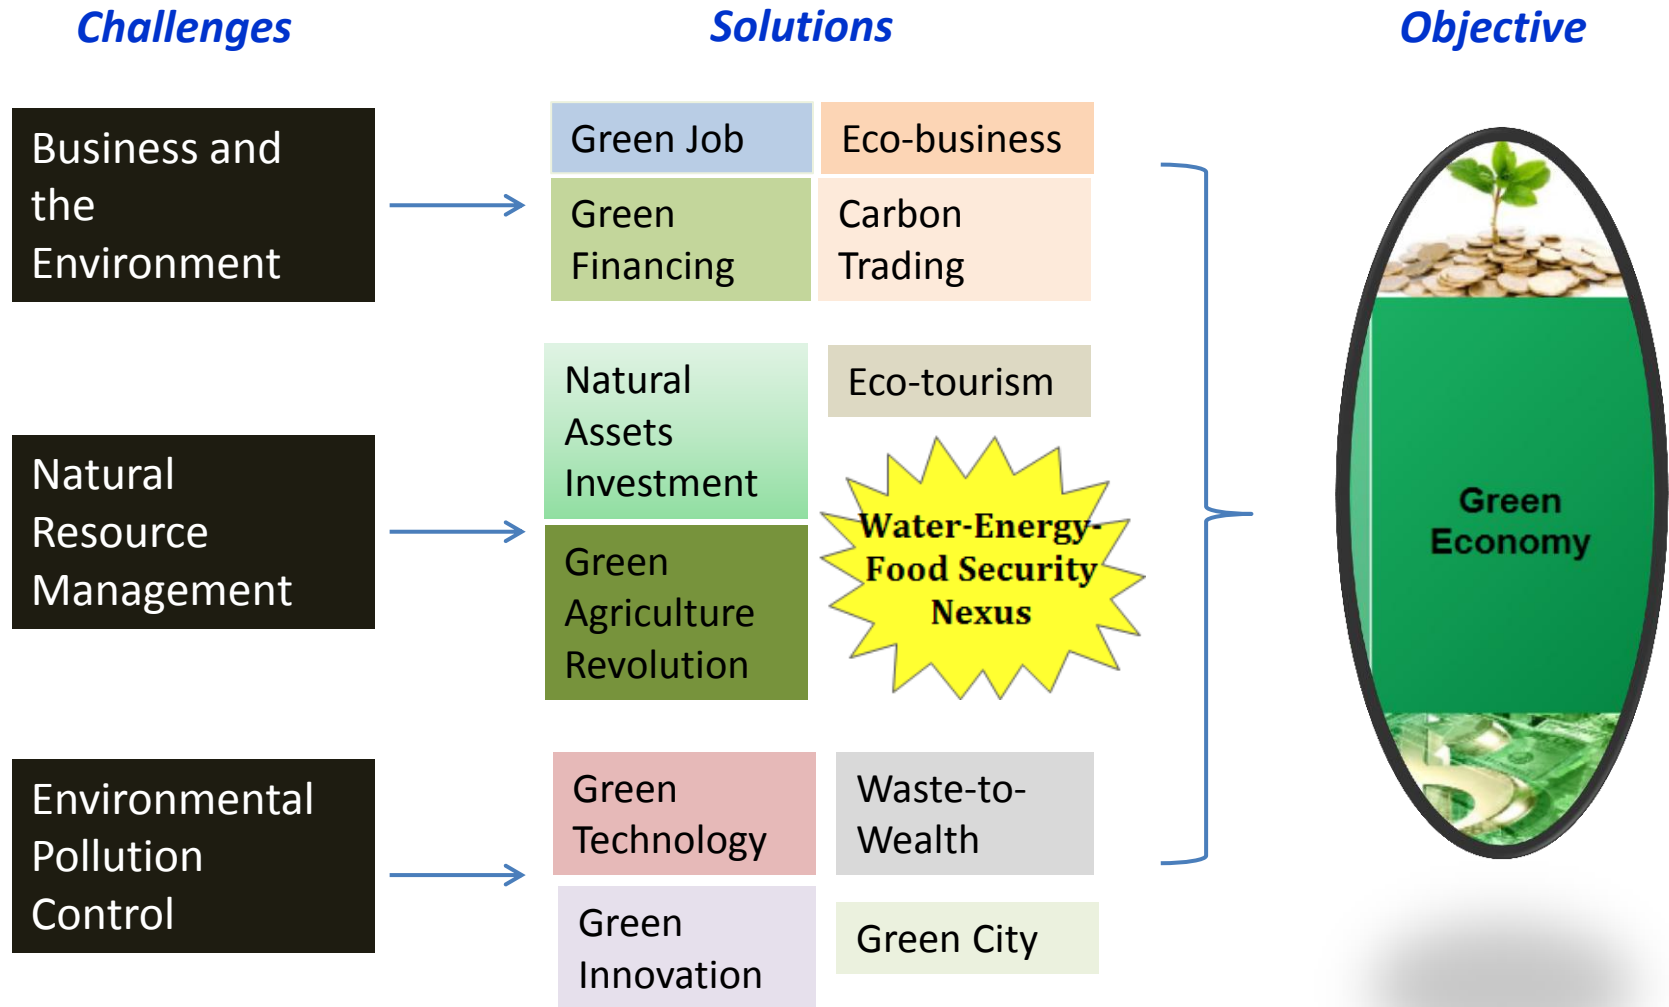 Challenges
Solutions
Objective
Business and
the
Environment
Green Job
Eco-business
Green
Financing
Carbon
Trading
Natural
Resource
Management
Natural
Assets
Investment
Eco-tourism
Green
Agriculture
Revolution
Water-Energy-
Food Security
Nexus
Environmental
Pollution
Control
Green
Technology
Waste-to-
Wealth
Green
Innovation
Green City
Green
Economy